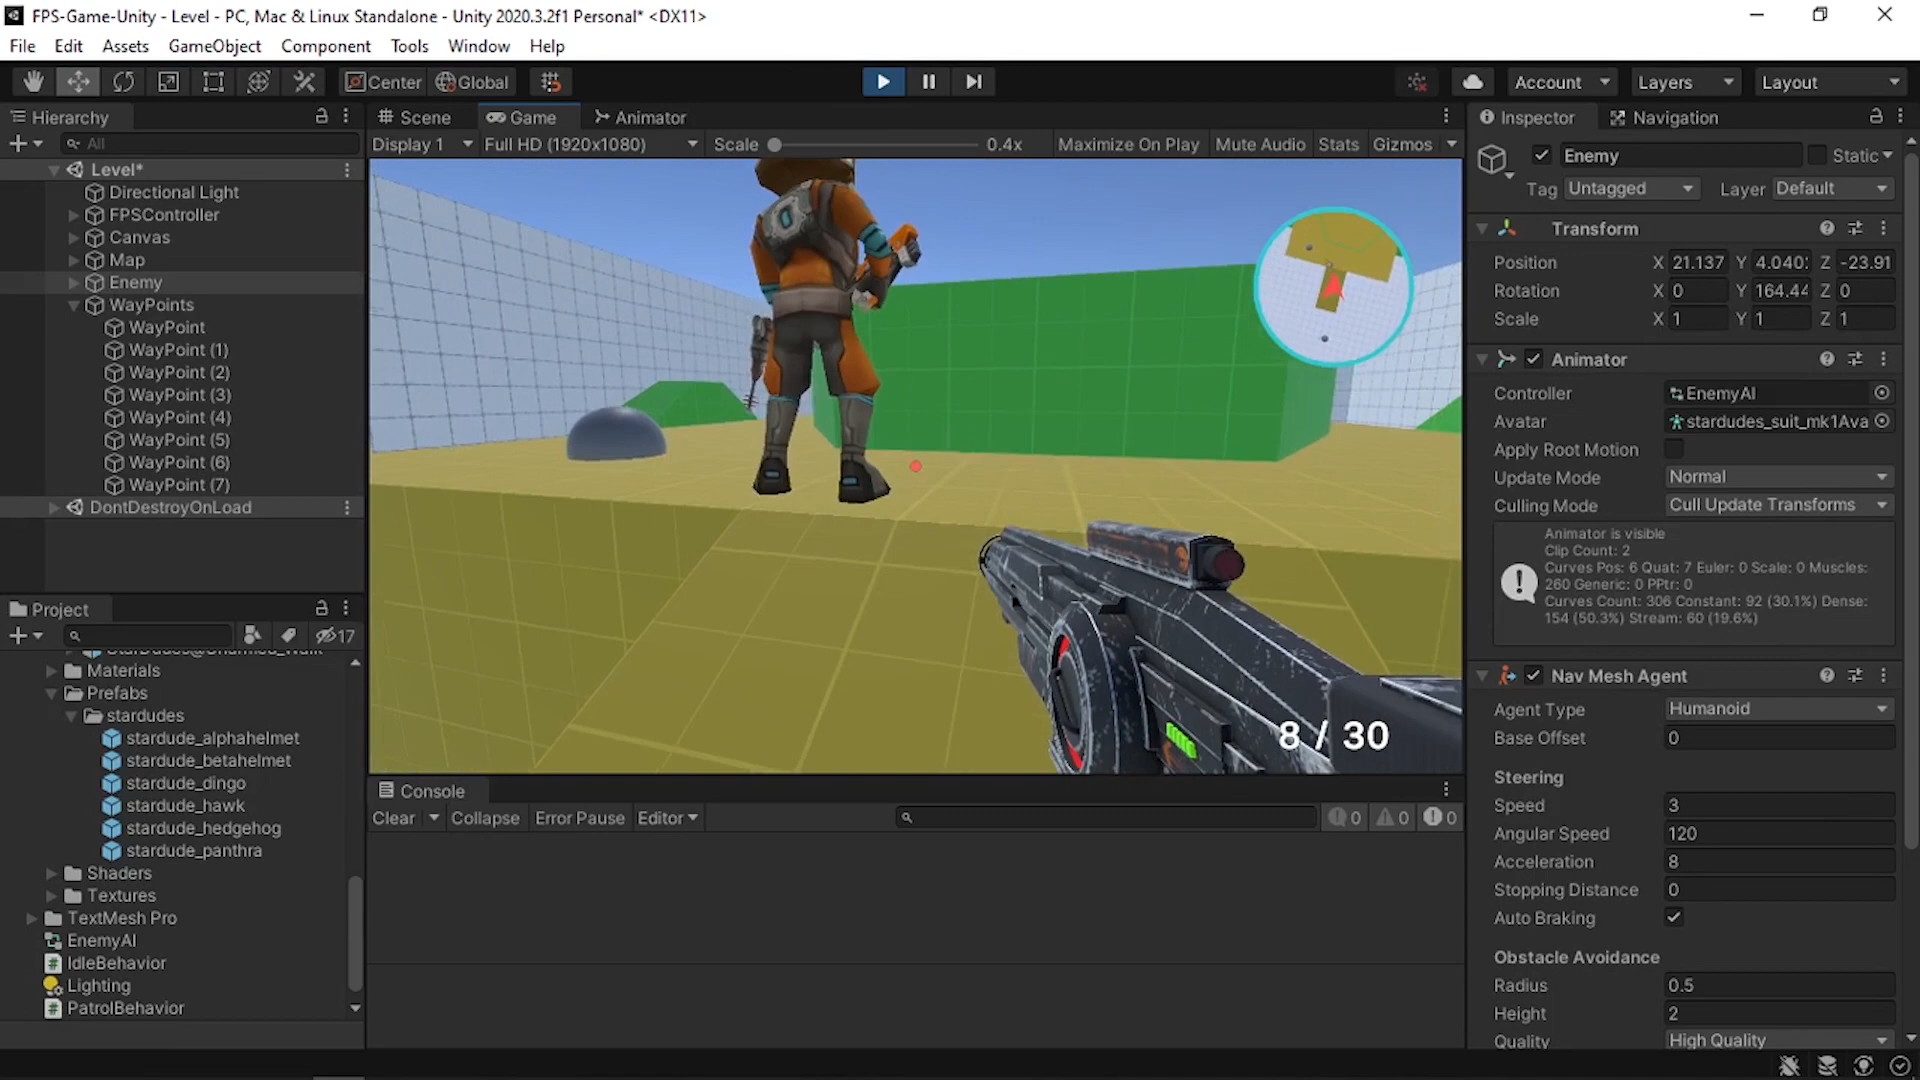 FPS-Game-Unity - Level - PC, Mac & Linux Standalone - Unity 2020.3.2f1 Personal* <DX11>
File Edit Assets GameObject Component Tools Window Help
Center Global Account Layers Layout
Hierarchy
All
Level*
Directional Light
FPSController
Canvas
Map
Enemy
WayPoints
WayPoint
WayPoint (1)
WayPoint (2)
WayPoint (3)
WayPoint (4)
WayPoint (5)
WayPoint (6)
WayPoint (7)
DontDestroyOnLoad
Project
17
Materials
Prefabs
stardudes
stardude_alphahelmet
stardude_betahelmet
stardude_dingo
stardude_hawk
stardude_hedgehog
stardude_panthra
Shaders
Textures
TextMesh Pro
EnemyAI
IdleBehavior
Lighting
PatrolBehavior
Scene Game Animator
Display 1 Full HD (1920x1080) Scale 0.4x Maximize On Play Mute Audio Stats Gizmos
8 / 30
Console
Clear Collapse Error Pause Editor 0 0 0
Inspector Navigation
Enemy Static
Tag Untagged Layer Default
Transform
Position X 21.137 Y 4.040 Z -23.91
Rotation X 0 Y 164.44 Z 0
Scale X 1 Y 1 Z 1
Animator
Controller EnemyAI
Avatar stardudes_suit_mk1Ava
Apply Root Motion
Update Mode Normal
Culling Mode Cull Update Transforms
Animator is visible
Clip Count: 2
Curves Pos: 6 Quat: 7 Euler: 0 Scale: 0 Muscles:
260 Generic: 0 PPtr: 0
Curves Count: 306 Constant: 92 (30.1%) Dense:
154 (50.3%) Stream: 60 (19.6%)
Nav Mesh Agent
Agent Type Humanoid
Base Offset 0
Steering
Speed 3
Angular Speed 120
Acceleration 8
Stopping Distance 0
Auto Braking
Obstacle Avoidance
Radius 0.5
Height 2
Quality High Quality